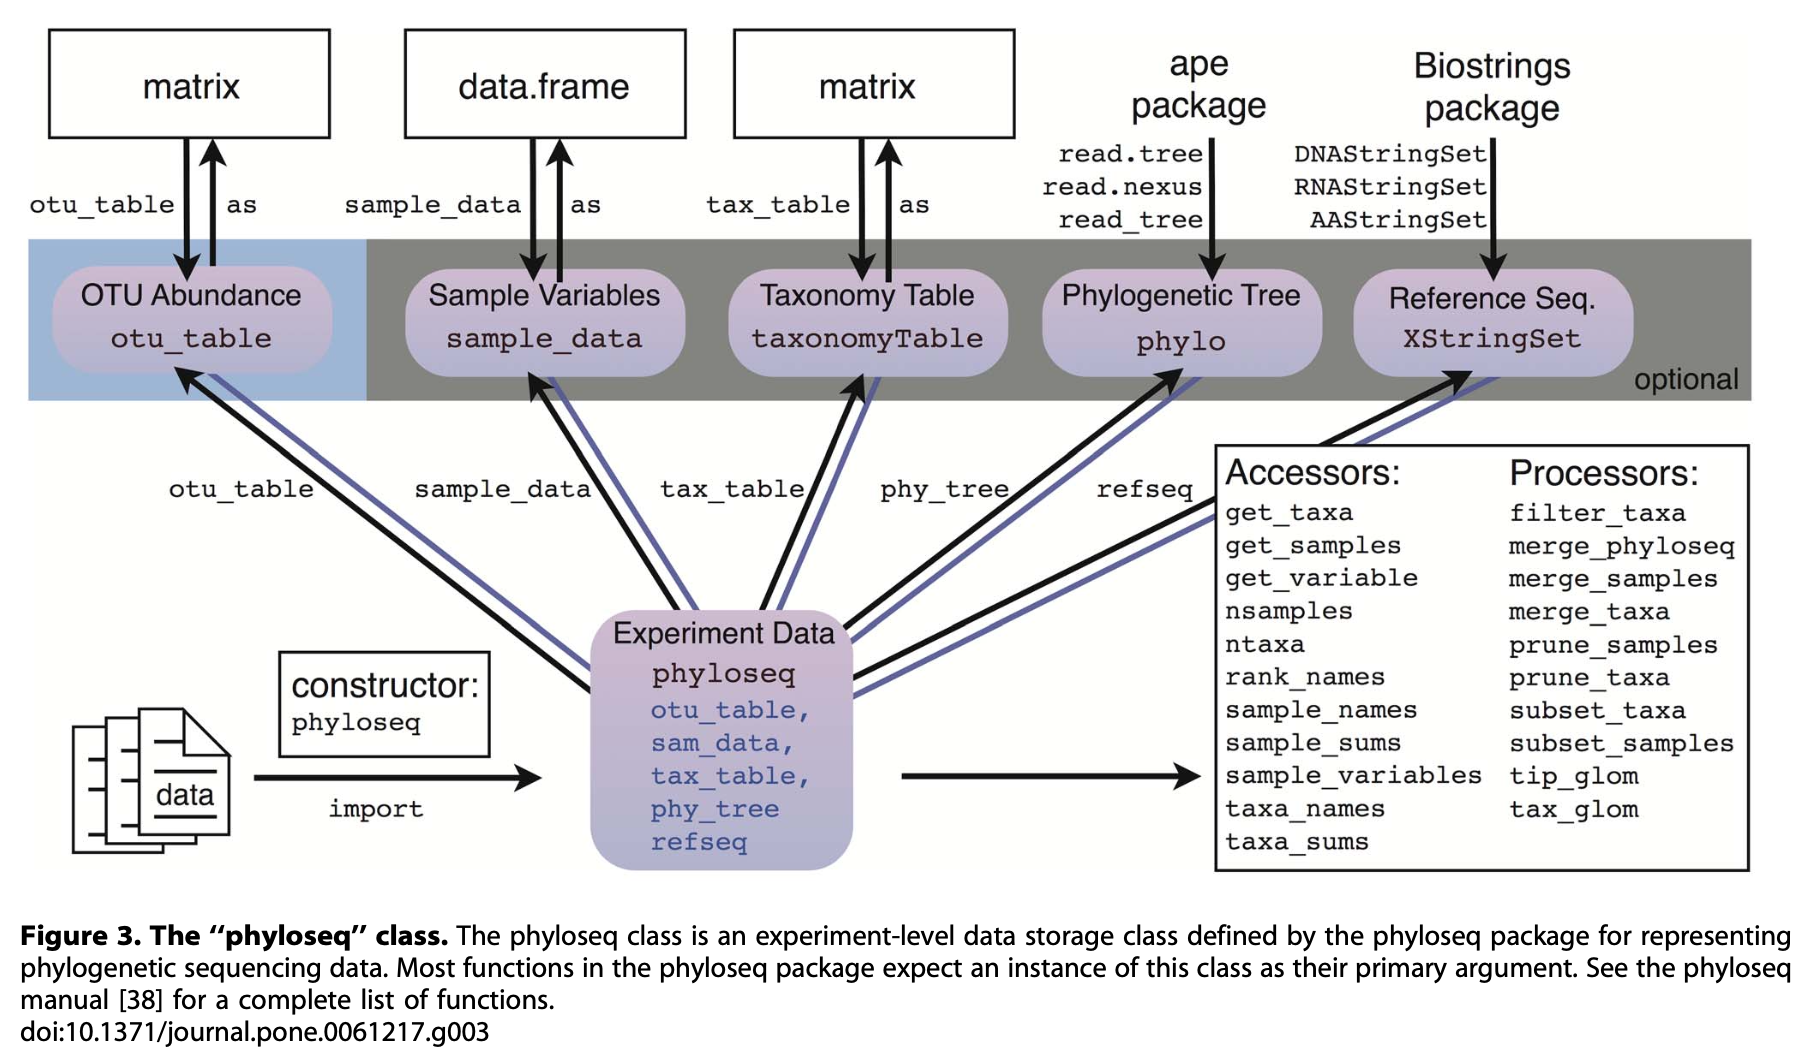 matrix
data.frame
matrix
ape
package
Biostrings
package
read.tree
read.nexus
read_tree
DNAStringSet
RNAStringSet
AAStringSet
otu_table
as
sample_data
as
tax_table
as
OTU Abundance
otu_table
Sample Variables
sample_data
Taxonomy Table
taxonomyTable
Phylogenetic Tree
phylo
Reference Seq.
XStringSet
optional
otu_table
sample_data
tax_table
phy_tree
refseq
Accessors:
get_taxa
get_samples
get_variable
nsamples
ntaxa
rank_names
sample_names
sample_sums
sample_variables
taxa_names
taxa_sums
Processors:
filter_taxa
merge_phyloseq
merge_samples
merge_taxa
prune_samples
prune_taxa
subset_taxa
subset_samples
tip_glom
tax_glom
Experiment Data
phyloseq
otu_table,
sam_data,
tax_table,
phy_tree
refseq
constructor:
phyloseq
data
import
Figure 3. The “phyloseq” class. The phyloseq class is an experiment-level data storage class defined by the phyloseq package for representing
phylogenetic sequencing data. Most functions in the phyloseq package expect an instance of this class as their primary argument. See the phyloseq
manual [38] for a complete list of functions.
doi:10.1371/journal.pone.0061217.g003